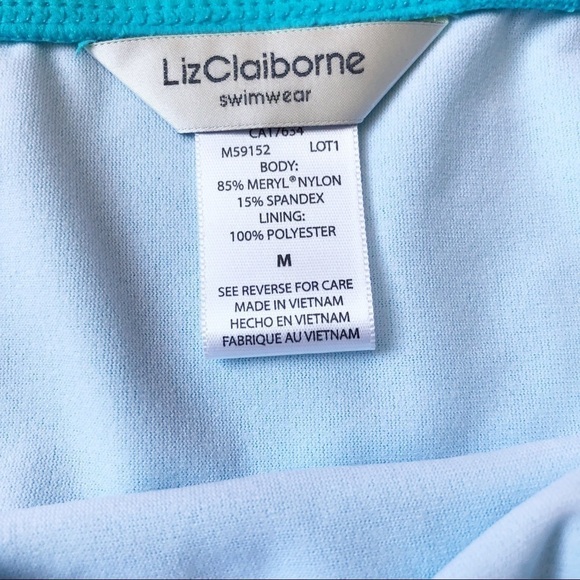 LizClaiborne
swimwear
CA17634
M59152 LOT1
BODY:
85% MERYL®NYLON
15% SPANDEX
LINING:
100% POLYESTER
M
SEE REVERSE FOR CARE
MADE IN VIETNAM
HECHO EN VIETNAM
FABRIQUE AU VIETNAM